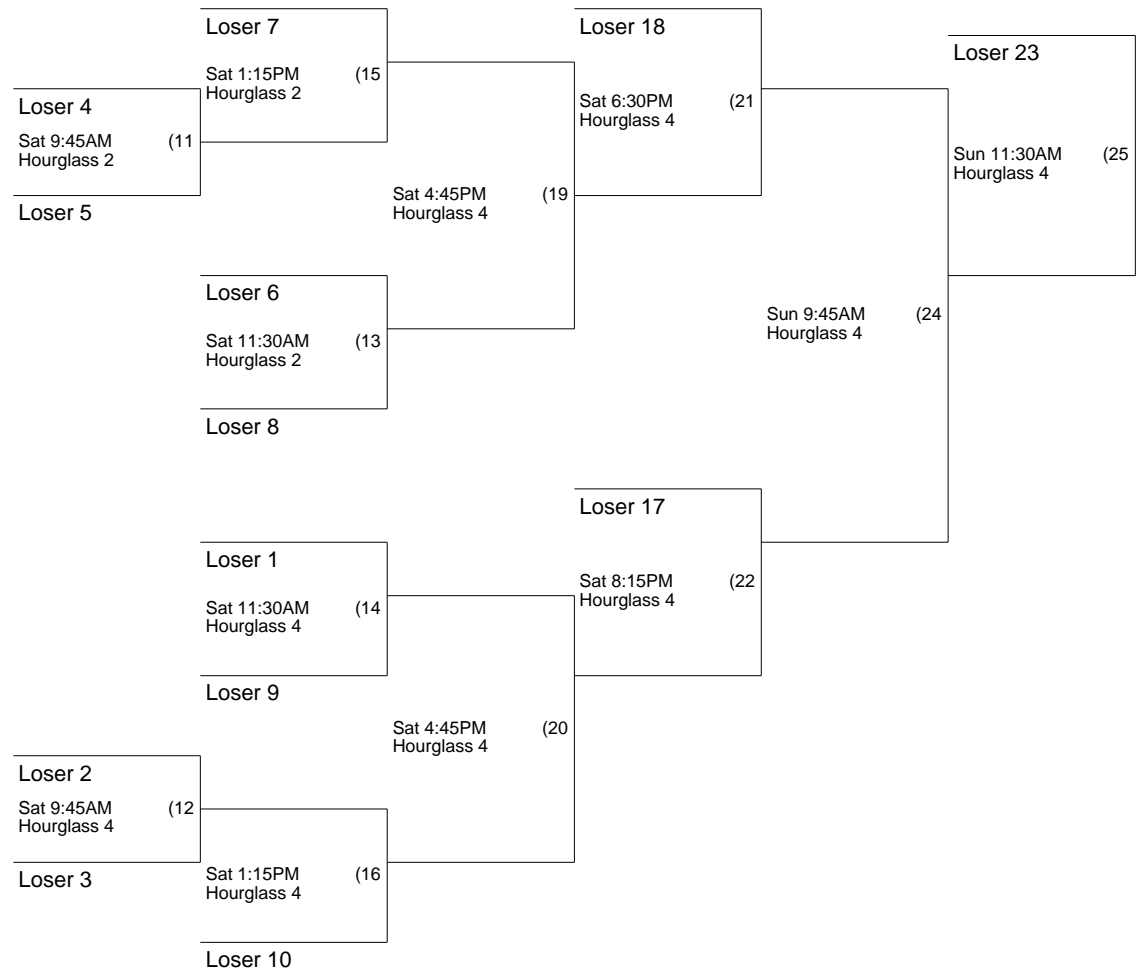 Loser 7
Sat 1:15PM (15
Hourglass 2
Loser 4
Sat 9:45AM (11
Hourglass 2
Loser 5
Loser 6
Sat 11:30AM (13
Hourglass 2
Loser 8
Sat 4:45PM (19
Hourglass 4
Loser 18
Sat 6:30PM (21
Hourglass 4
Loser 23
Sun 11:30AM (25
Hourglass 4
Sun 9:45AM (24
Hourglass 4
Loser 17
Sat 8:15PM (22
Hourglass 4
Loser 1
Sat 11:30AM (14
Hourglass 4
Loser 9
Sat 4:45PM (20
Hourglass 4
Loser 2
Sat 9:45AM (12
Hourglass 4
Loser 3
Sat 1:15PM (16
Hourglass 4
Loser 10